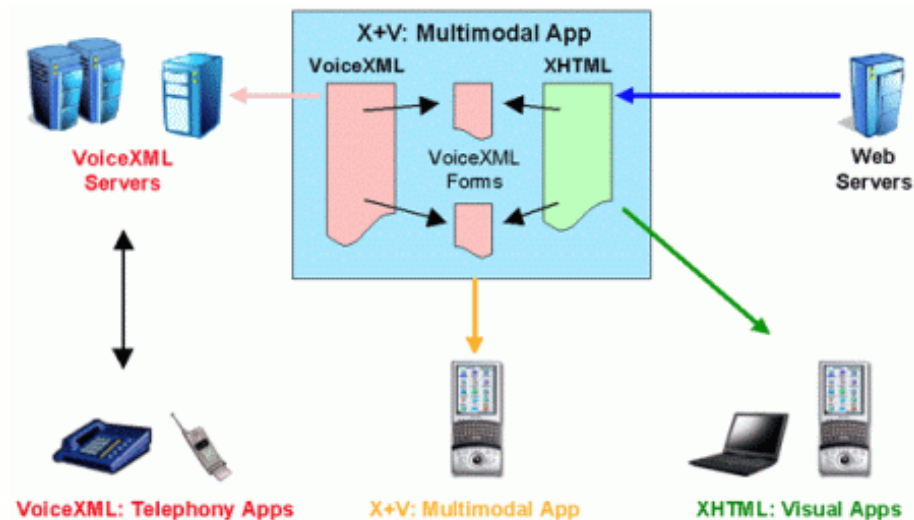 X+V: Multimodal App
VoiceXML
XHTML
VoiceXML
Forms
VoiceXML
Servers
Web
Servers
VoiceXML: Telephony Apps
X+V: Multimodal App
XHTML: Visual Apps